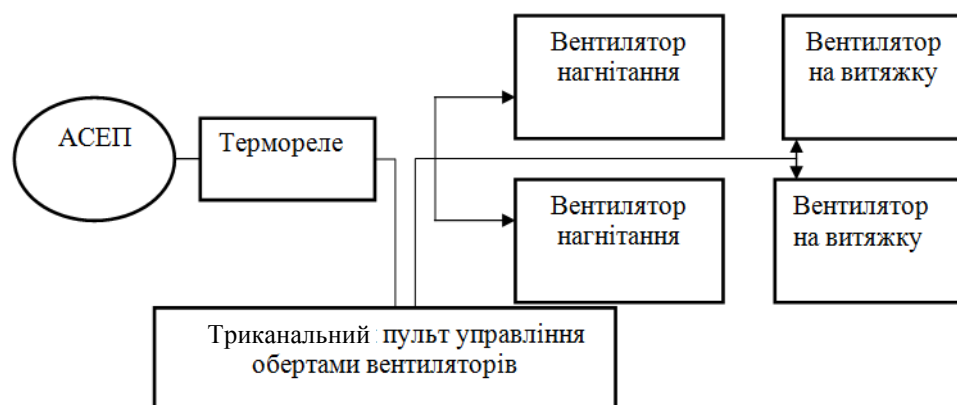 Вентилятор
нагнітання
Вентилятор
на витяжку
АСЕП
Термореле
Вентилятор
нагнітання
Вентилятор
на витяжку
Триканальний пульт управління
обертами вентиляторів